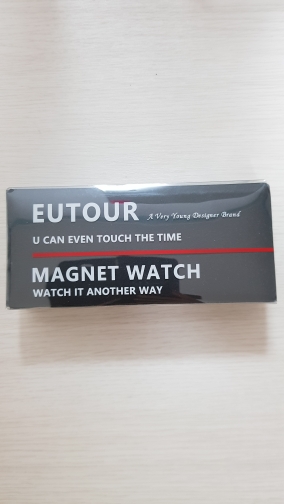 EUTOUR A Very Young Designer Brand
U CAN EVEN TOUCH THE TIME
MAGNET WATCH
WATCH IT ANOTHER WAY